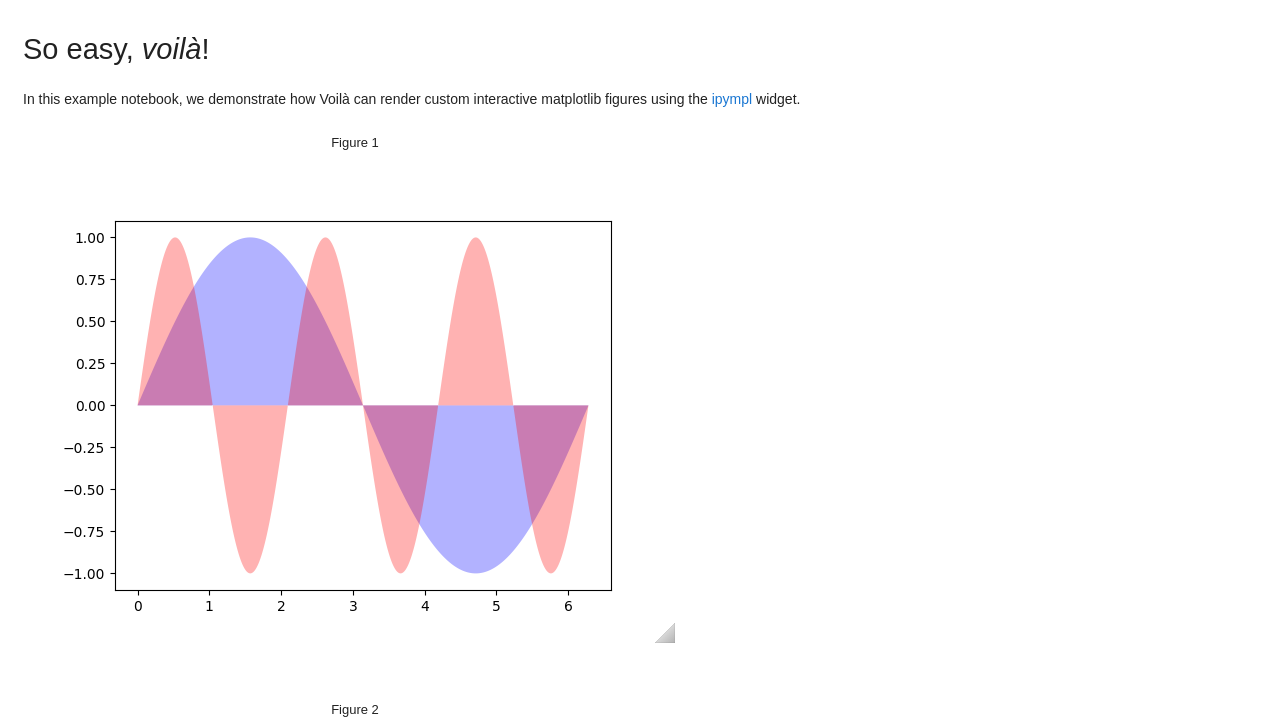 So easy, voilà!
In this example notebook, we demonstrate how Voilà can render custom interactive matplotlib figures using the ipympl widget.
Figure 1
1.00
0.75
0.50
0.25
0.00
−0.25
−0.50
−0.75
−1.00
0 1 2 3 4 5 6
Figure 2